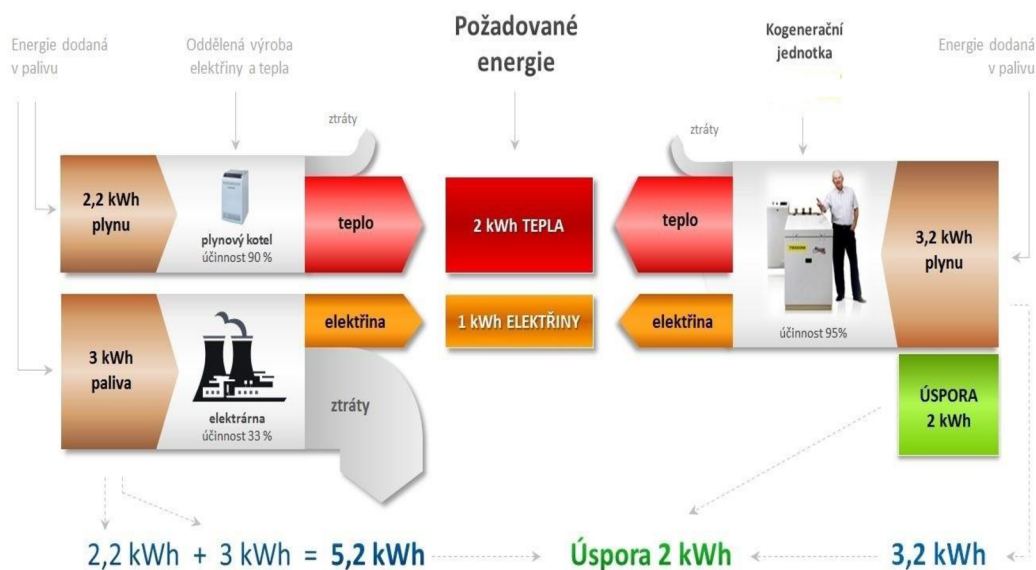 Požadované
energie
Kogenerační
jednotka
Energie dodaná
v palivu
Oddělená výroba
elektřiny a tepla
Energie dodaná
v palivu
ztráty
ztráty
2,2 kWh
plynu
plynový kotel
účinnost 90 %
teplo
2 kWh TEPLA
teplo
3,2 kWh
plynu
účinnost 95%
3 kWh
paliva
elektrárna
účinnost 33 %
elektřina
1 kWh ELEKTŘINY
elektřina
ztráty
ÚSPORA
2 kWh
2,2 kWh + 3 kWh = 5,2 kWh
Úspora 2 kWh
3,2 kWh